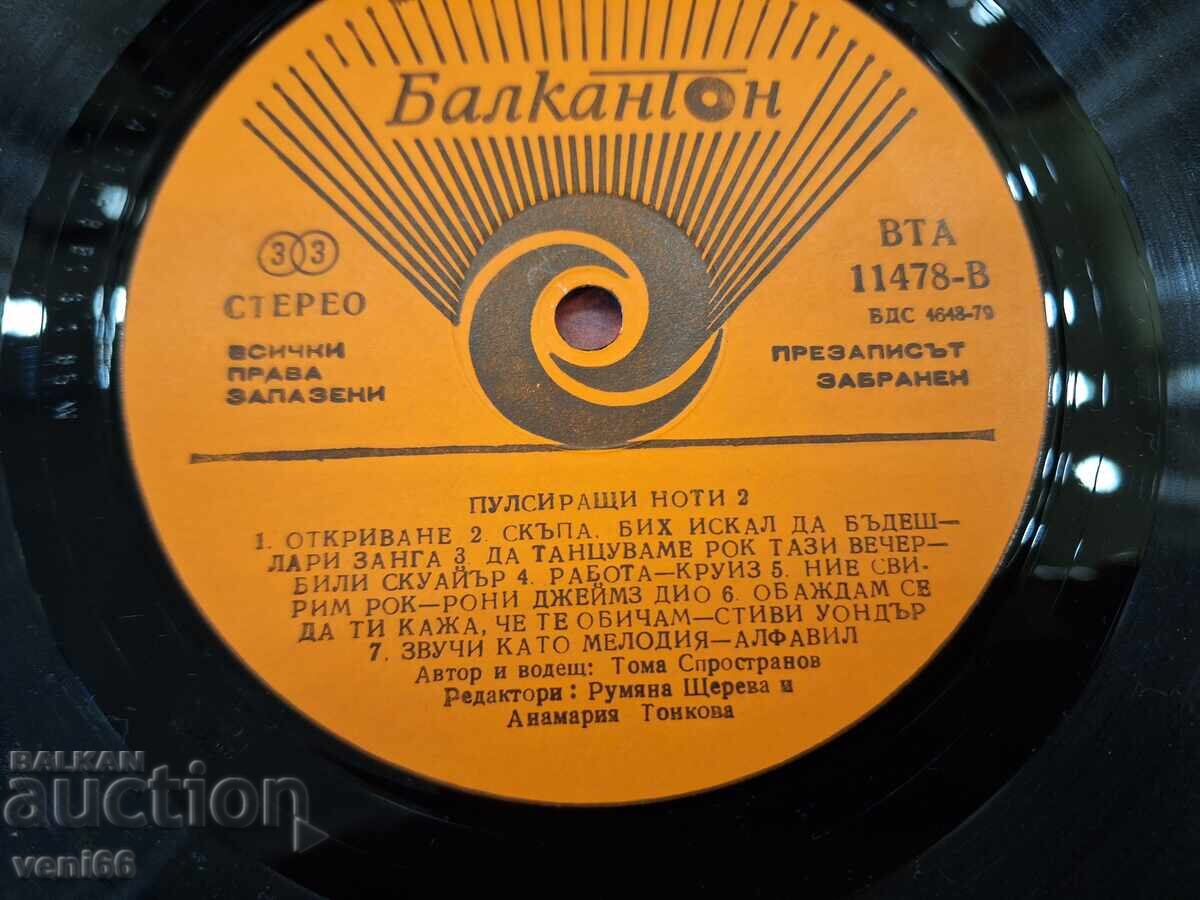 Балкантон
33
СТЕРЕО
ВСИЧКИ
ПРАВА
ЗАПАЗЕНИ
ВТА
11478-В
БДС 4648-79
ПРЕЗАПИСЪТ
ЗАБРАНЕН
ПУЛСИРАЩИ НОТИ 2
1. ОТКРИВАНЕ 2. СКЪПА, БИХ ИСКАЛ ДА БЪДЕШ—
ЛАРИ ЗАНГА 3. ДА ТАНЦУВАМЕ РОК ТАЗИ ВЕЧЕР—
БИЛИ СКУАЙЪР 4. РАБОТА—КРУИЗ 5. НИЕ СВИ-
РИМ РОК—РОНИ ДЖЕЙМЗ ДИО 6. ОБАЖДАМ СЕ
ДА ТИ КАЖА, ЧЕ ТЕ ОБИЧАМ—СТИВИ УОНДЪР
7. ЗВУЧИ КАТО МЕЛОДИЯ—АЛФАВИЛ
Автор и водещ: Тома Спространов
Редактори: Румяна Щерева и
Анамария Тонкова
BALKAN
auction
veni66